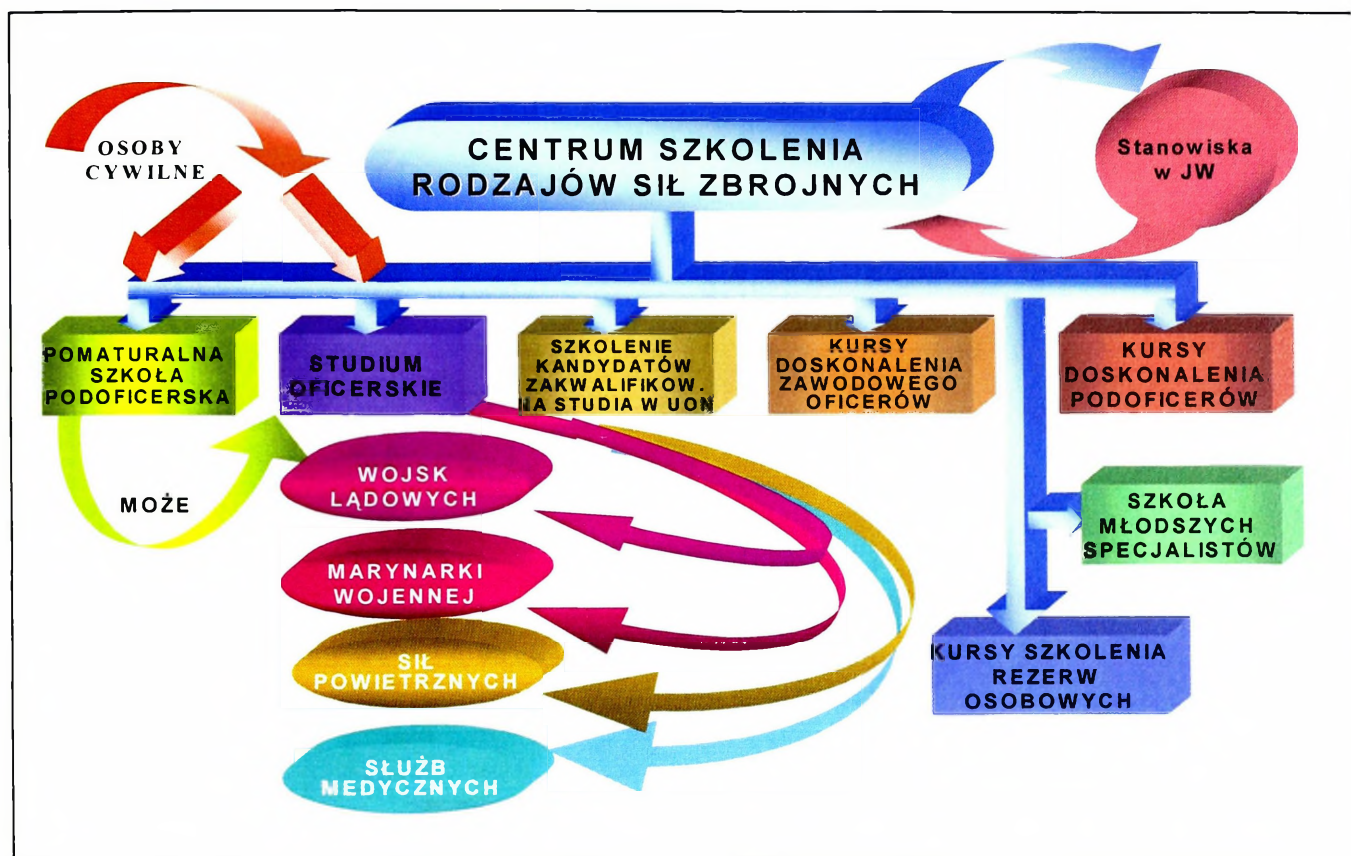 OSOBY
CYWILNE
CENTRUM SZKOLENIA
RODZAJÓW SIŁ ZBROJNYCH
Stanowiska
w JW
POMATURALNA
SZKOŁA
PODOFICERSKA
STUDIUM
OFICERSKIE
SZKOLENIE
KANDYDATÓW
ZAKWALIFIKOW.
NA STUDIA W UON
KURSY
DOSKONALENIA
ZAWODOWEGO
OFICERÓW
KURSY
DOSKONALENIA
PODOFICERÓW
MOŻE
WOJSK
LĄDOWYCH
MARYNARKI
WOJENNEJ
SIŁ
POWIETRZNYCH
SŁUŻB
MEDYCZNYCH
SZKOŁA
MŁODSZYCH
SPECJALISTÓW
KURSY SZKOLENIA
REZERW
OSOBOWYCH